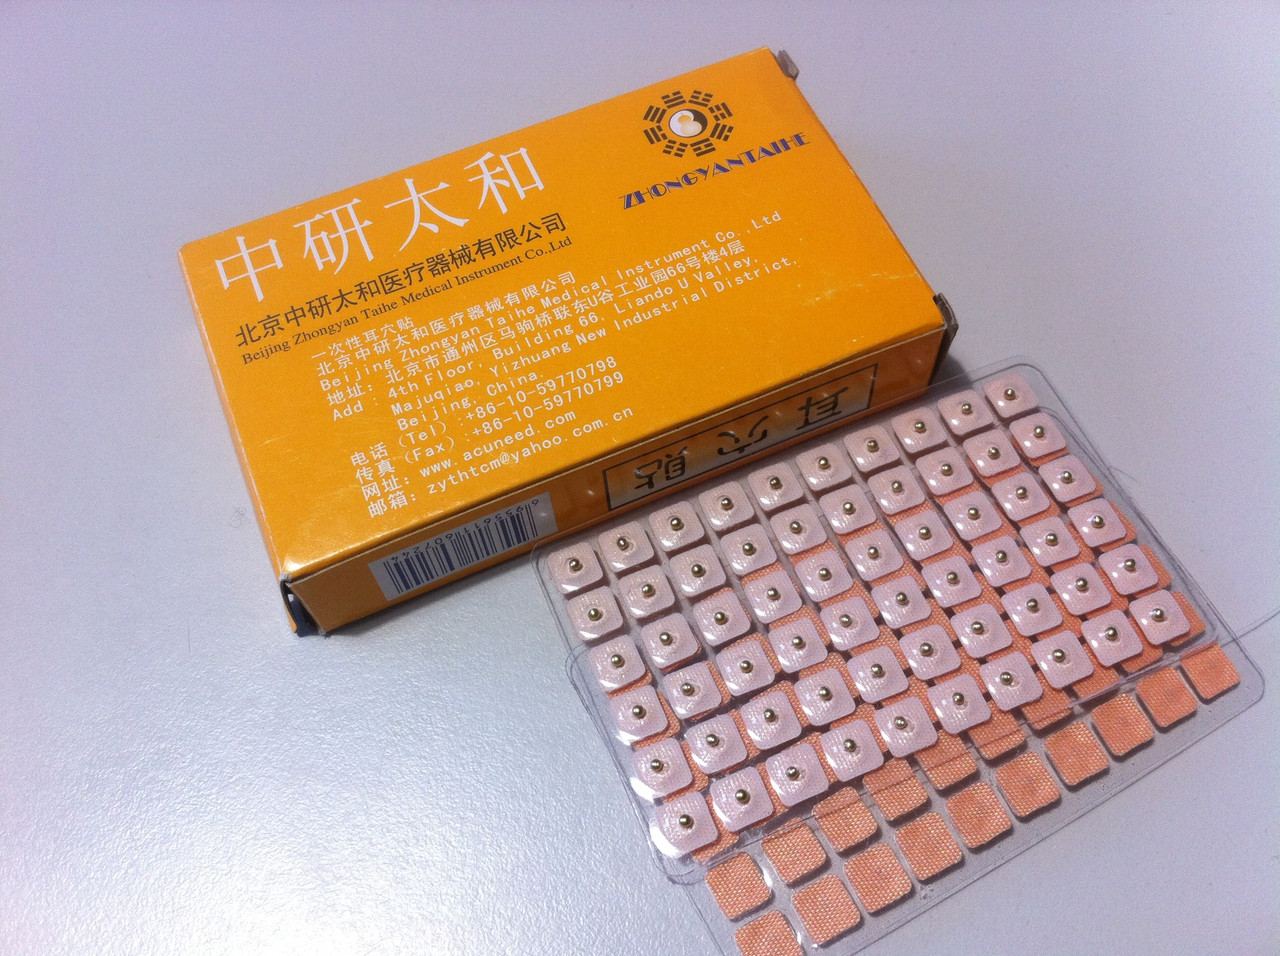 中研太和
ZHONGYANTAIHE
北京中研太和医疗器械有限公司
Beijing Zhongyan Taihe Medical Instrument Co.,Ltd
一次性耳穴贴
北京中研太和医疗器械有限公司
Beijing Zhongyan Taihe Medical Instrument Co.,Ltd
地址: 北京市通州区马驹桥联东U谷工业园66号楼4层
Add : 4th Floor, Building 66, Liando U Valley,
Majuqiao, Yizhuang New Industrial District,
Beijing, China.
电话 (Tel) :+86-10-59770798
传真 (Fax) :+86-10-59770799
网址: www.acuneed.com
邮箱: zythtcm@yahoo.com.cn
耳穴貼